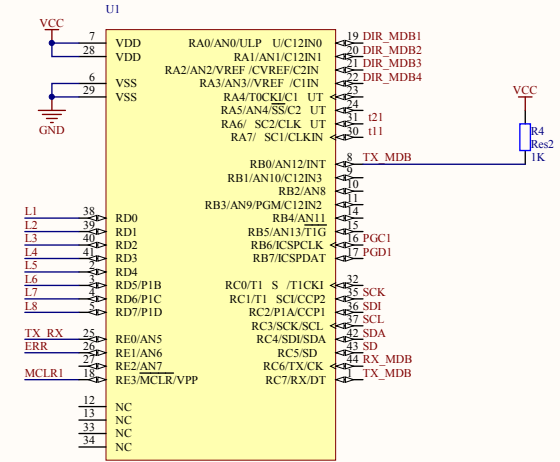 U1
VCC
7 VDD RA0/AN0/ULP U/C12IN0 19 DIR_MDB1
28 VDD RA1/AN1/C12IN1 20 DIR_MDB2
RA2/AN2/VREF /CVREF/C2IN 21 DIR_MDB3
6 VSS RA3/AN3//VREF /C1IN 22 DIR_MDB4
29 VSS RA4/T0CKI/C1 UT 23
RA5/AN4/SS/C2 UT 24
GND RA6/ SC2/CLK UT 31 t21
RA7/ SC1/CLKIN 30 t11
VCC
R4
Res2
1K
RB0/AN12/INT 8 TX_MDB
RB1/AN10/C12IN3 9
RB2/AN8 10
RB3/AN9/PGM/C12IN2 11
L1 38 RD0 RB4/AN11 14
L2 39 RD1 RB5/AN13/T1G 15
L3 40 RD2 RB6/ICSPCLK 16 PGC1
L4 41 RD3 RB7/ICSPDAT 17 PGD1
L5 2 RD4
L6 3 RD5/P1B RC0/T1 S /T1CKI 32
L7 4 RD6/P1C RC1/T1 SCI/CCP2 35 SCK
L8 5 RD7/P1D RC2/P1A/CCP1 36 SDI
RC3/SCK/SCL 37 SCL
TX_RX 25 RE0/AN5 RC4/SDI/SDA 42 SDA
ERR 26 RE1/AN6 RC5/SD 43 SD
27 RE2/AN7 RC6/TX/CK 44 RX_MDB
MCLR1 18 RE3/MCLR/VPP RC7/RX/DT 1 TX_MDB
12 NC
13 NC
33 NC
34 NC